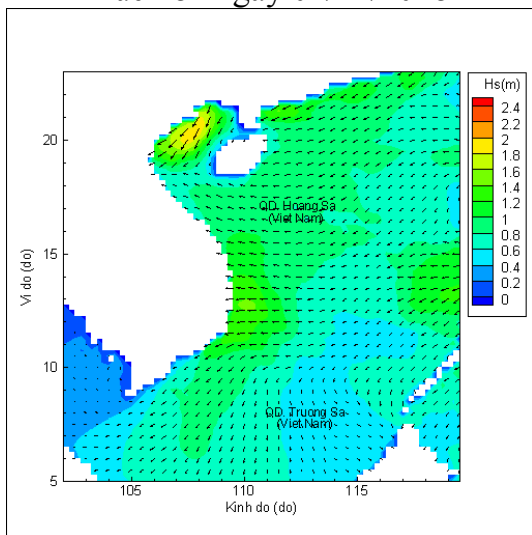 Hs(m)
2.4
2.2
2
1.8
1.6
1.4
1.2
1
0.8
0.6
0.4
0.2
0
20
15
10
5
105
110
115
QD. Hoang Sa
(Viet Nam)
QD. Truong Sa
(Viet Nam)
Vi do (do)
Kinh do (do)